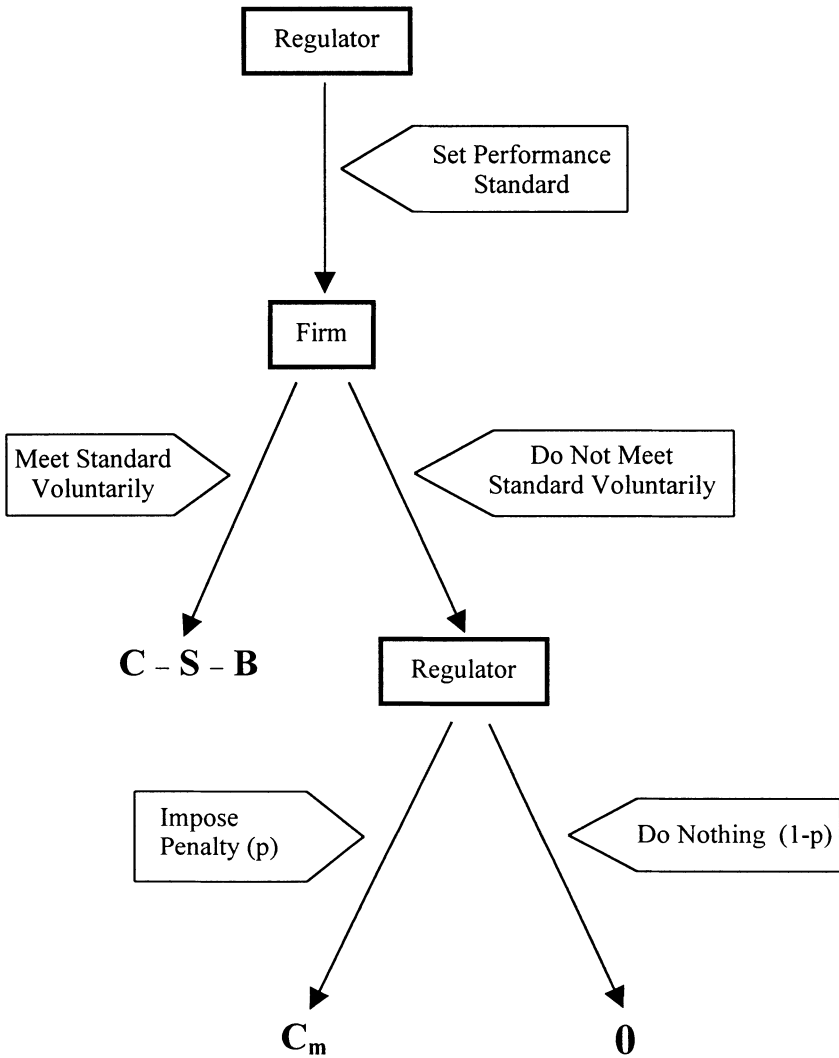 Regulator
Set Performance
Standard
Firm
Meet Standard
Voluntarily
Do Not Meet
Standard Voluntarily
C – S – B
Regulator
Impose
Penalty (p)
Do Nothing (1-p)
Cm
0